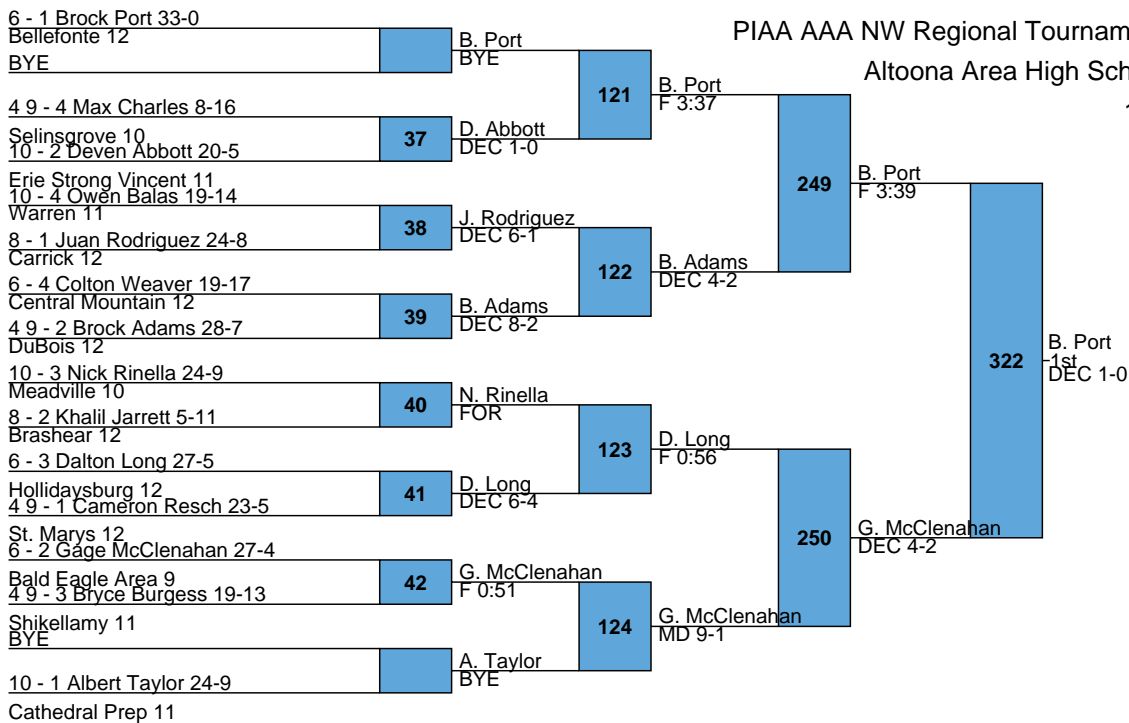 PIAA AAA NW Regional Tournam
Altoona Area High Sch
6 - 1 Brock Port 33-0
Bellefonte 12
BYE
4 9 - 4 Max Charles 8-16
Selinsgrove 10
10 - 2 Deven Abbott 20-5
Erie Strong Vincent 11
10 - 4 Owen Balas 19-14
Warren 11
8 - 1 Juan Rodriguez 24-8
Carrick 12
6 - 4 Colton Weaver 19-17
Central Mountain 12
4 9 - 2 Brock Adams 28-7
DuBois 12
10 - 3 Nick Rinella 24-9
Meadville 10
8 - 2 Khalil Jarrett 5-11
Brashear 12
6 - 3 Dalton Long 27-5
Hollidaysburg 12
4 9 - 1 Cameron Resch 23-5
St. Marys 12
6 - 2 Gage McClenahan 27-4
Bald Eagle Area 9
4 9 - 3 Bryce Burgess 19-13
Shikellamy 11
BYE
10 - 1 Albert Taylor 24-9
Cathedral Prep 11
37
38
39
40
41
42
B. Port
BYE
D. Abbott
DEC 1-0
J. Rodriguez
DEC 6-1
B. Adams
DEC 8-2
N. Rinella
FOR
D. Long
DEC 6-4
G. McClenahan
F 0:51
A. Taylor
BYE
121
122
123
124
B. Port
F 3:37
B. Adams
DEC 4-2
D. Long
F 0:56
G. McClenahan
MD 9-1
249
250
B. Port
F 3:39
G. McClenahan
DEC 4-2
322
B. Port
1st
DEC 1-0